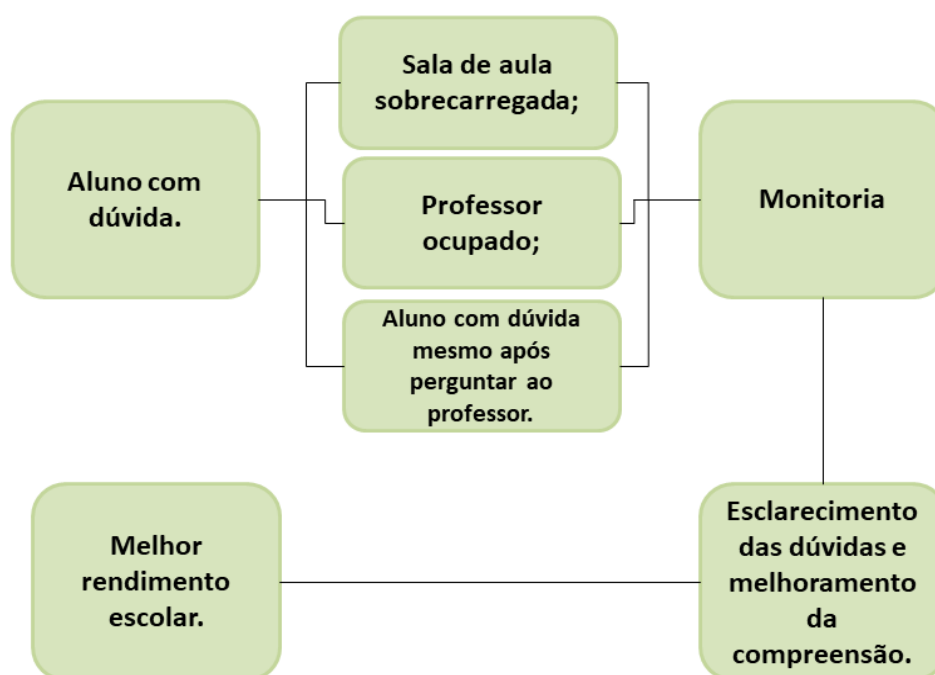 Aluno com
dúvida.
Sala de aula
sobrecarregada;
Professor
ocupado;
Aluno com dúvida
mesmo após
perguntar ao
professor.
Monitoria
Esclarecimento
das dúvidas e
melhoramento
da
compreensão.
Melhor
rendimento
escolar.